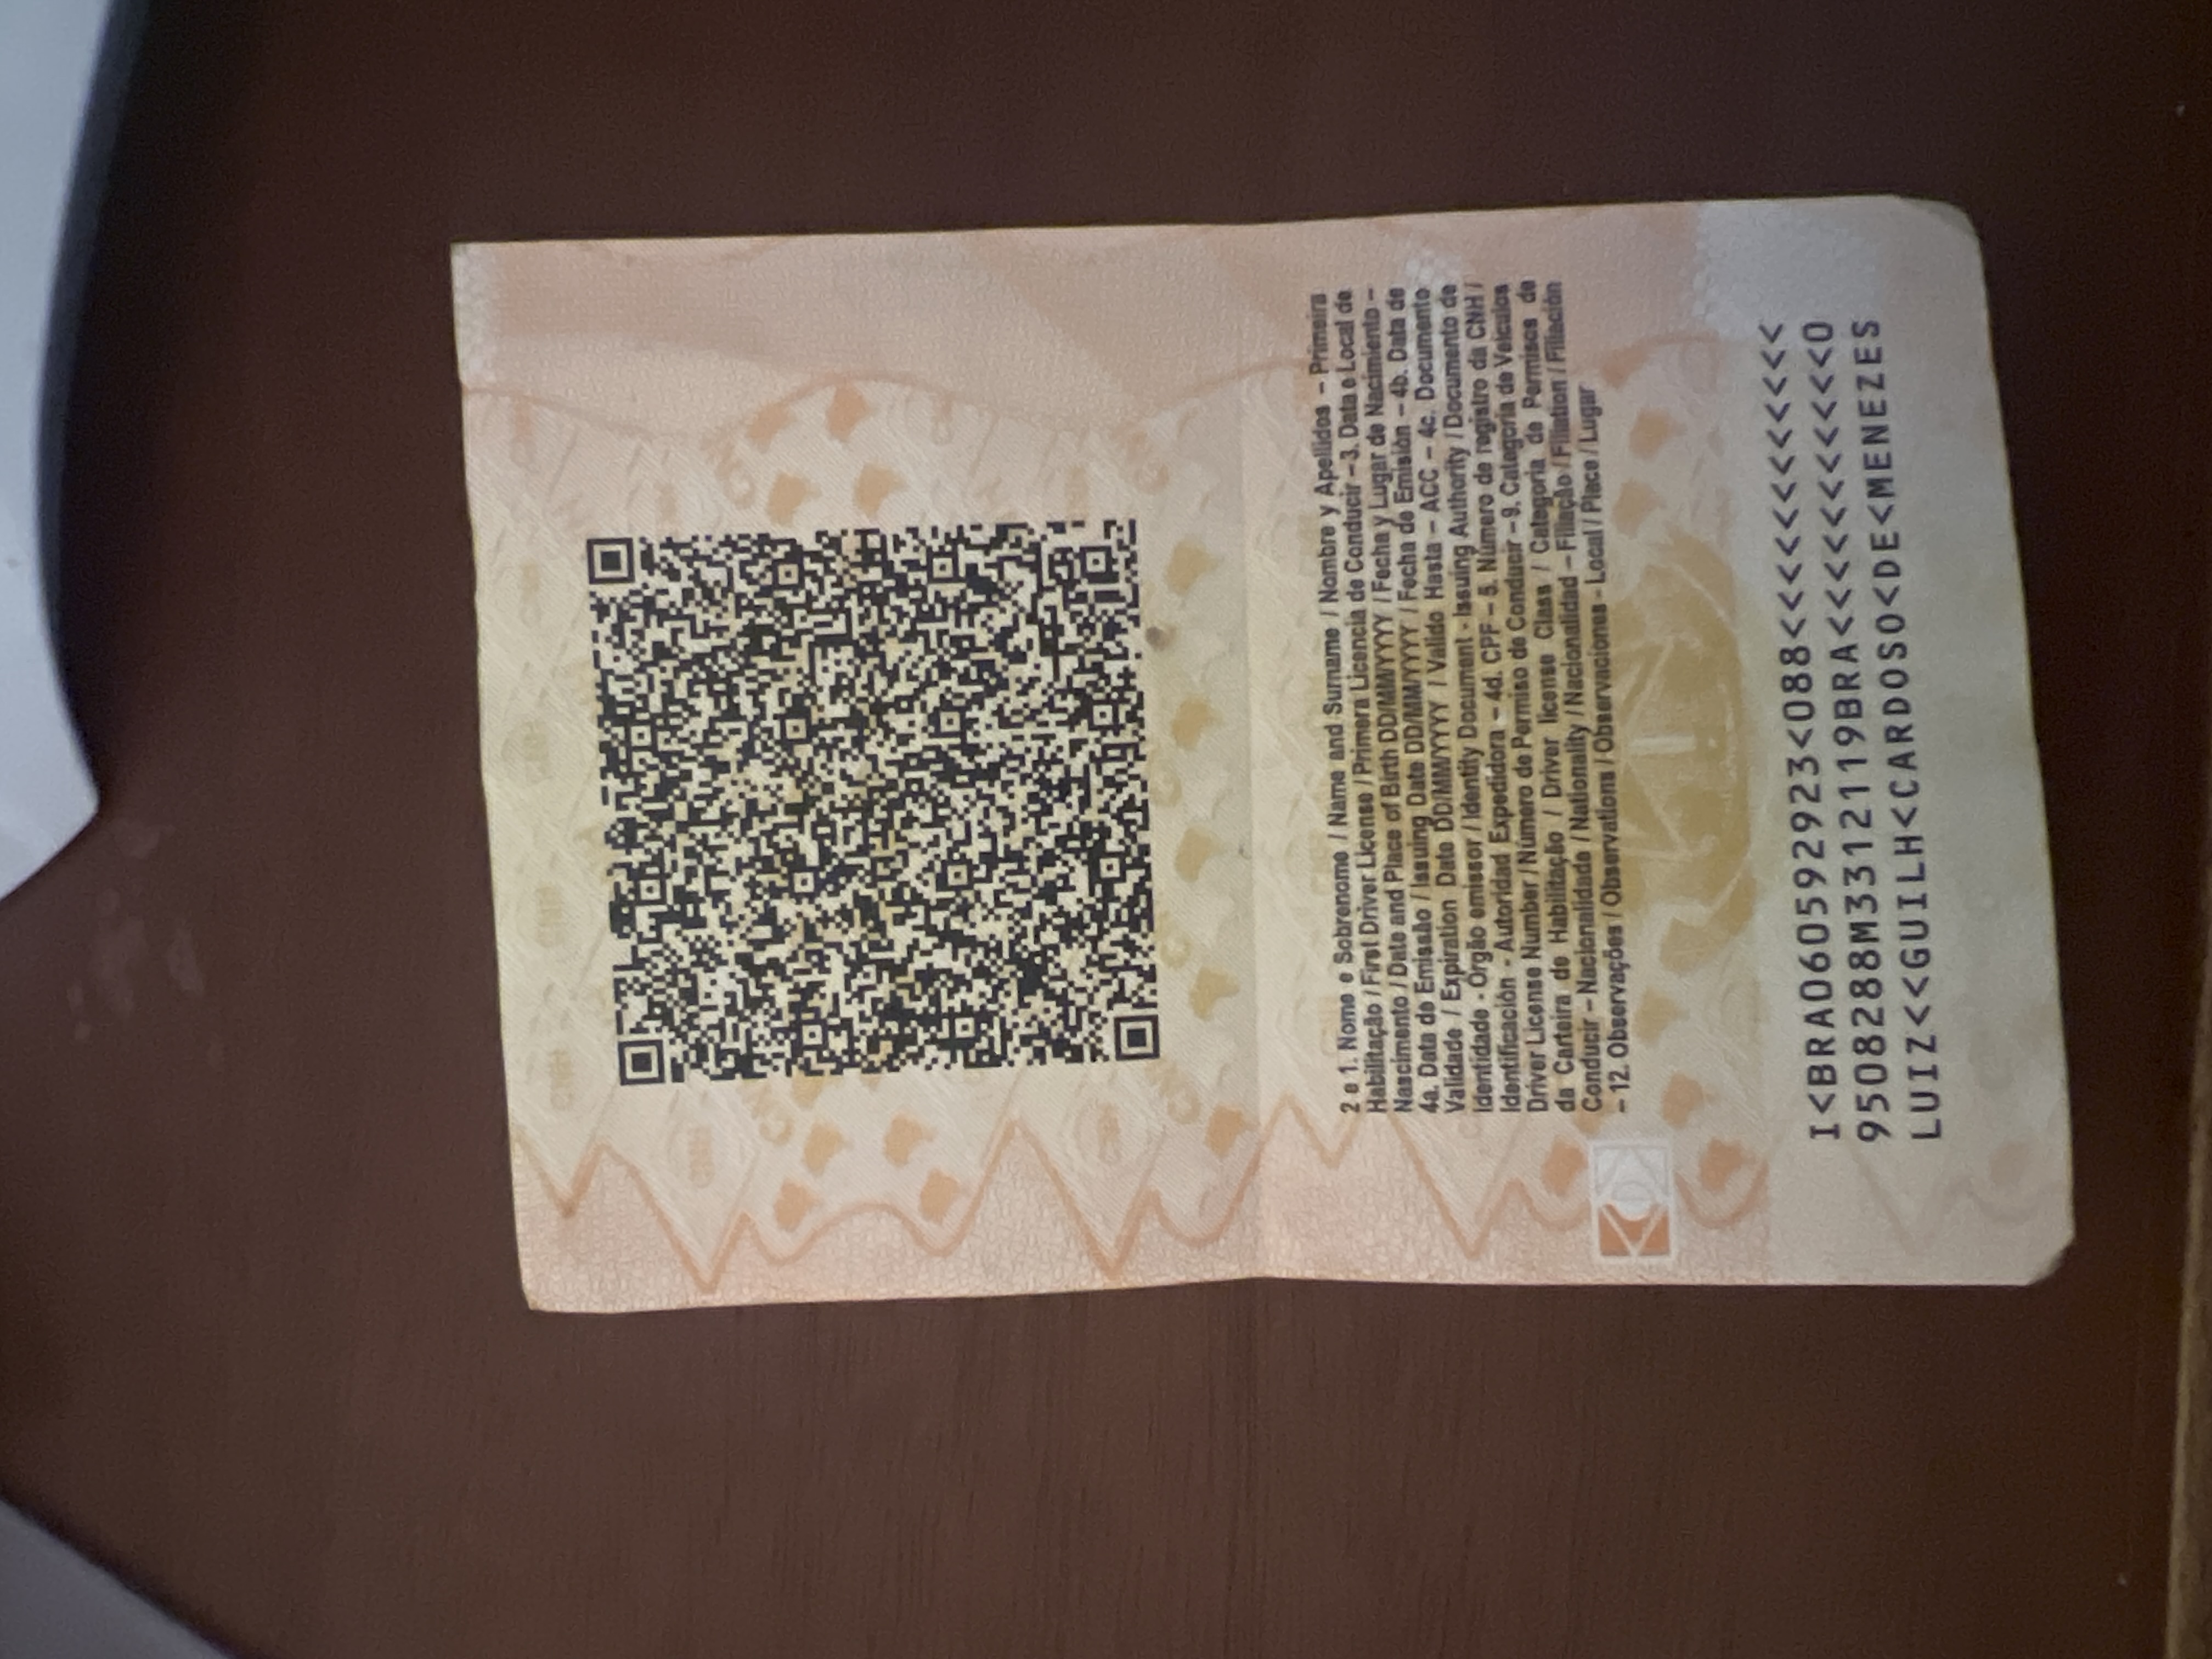 2 e 1. Nome e Sobrenome / Name and Surname / Nombre y Apellidos – Primeira
Habilitação / First Driver License / Primera Licencia de Conducir – 3. Data e Local de
Nascimento / Date and Place of Birth DD/MM/YYYY / Fecha y Lugar de Nacimiento –
4a. Data de Emissão / Issuing Date DD/MM/YYYY / Fecha de Emisión – 4b. Data de
Validade / Expiration Date DD/MM/YYYY / Valido Hasta – ACC – 4c. Documento
Identidade - Órgão emissor / Identity Document - Issuing Authority / Documento de
Identificación - Autoridad Expedidora – 4d. CPF – 5. Número de registro da CNH /
Driver License Number / Número de Permiso de Conducir – 9. Categoria de Veículos
da Carteira de Habilitação / Driver license Class / Categoria de Permisos de
Conducir – Nacionalidade / Nationality / Nacionalidad – Filiação / Filiation / Filiación
– 12. Observações / Observations / Observaciones - Local / Place / Lugar
I<BRA060592923<088<<<<<<<<<<<<
9508288M3312119BRA<<<<<<<<<<<0
LUIZ<<GUILH<CARDOSO<DE<MENEZES